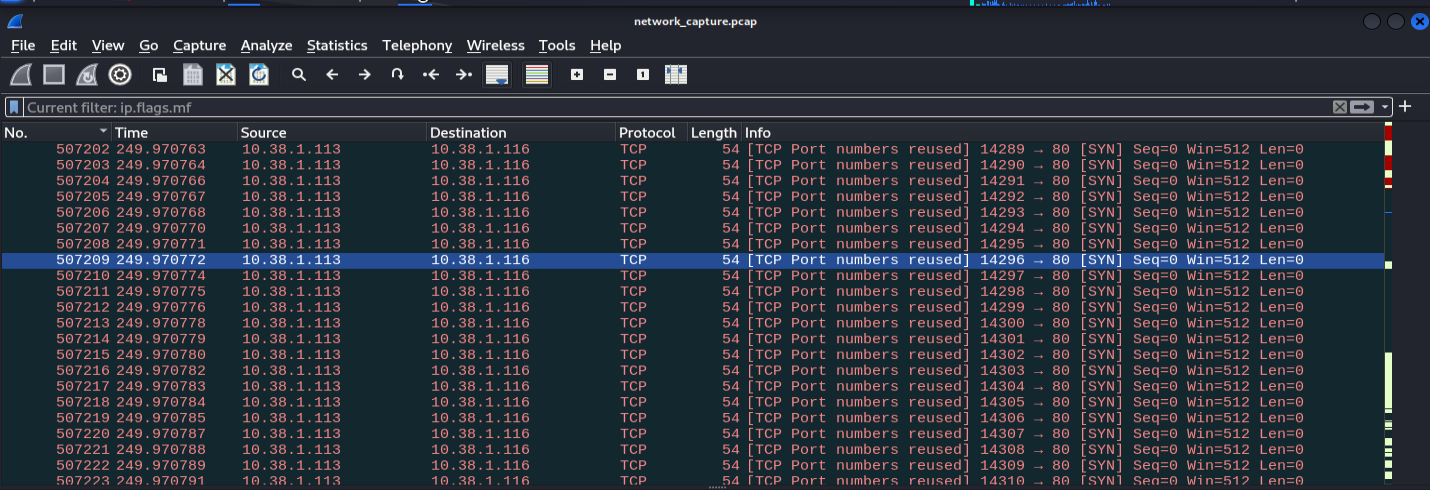 network_capture.pcap
File Edit View Go Capture Analyze Statistics Telephony Wireless Tools Help
Current filter: ip.flags.mf
No. Time Source Destination Protocol Length Info
507202 249.970763 10.38.1.113 10.38.1.116 TCP 54 [TCP Port numbers reused] 14289 → 80 [SYN] Seq=0 Win=512 Len=0
507203 249.970764 10.38.1.113 10.38.1.116 TCP 54 [TCP Port numbers reused] 14290 → 80 [SYN] Seq=0 Win=512 Len=0
507204 249.970766 10.38.1.113 10.38.1.116 TCP 54 [TCP Port numbers reused] 14291 → 80 [SYN] Seq=0 Win=512 Len=0
507205 249.970767 10.38.1.113 10.38.1.116 TCP 54 [TCP Port numbers reused] 14292 → 80 [SYN] Seq=0 Win=512 Len=0
507206 249.970768 10.38.1.113 10.38.1.116 TCP 54 [TCP Port numbers reused] 14293 → 80 [SYN] Seq=0 Win=512 Len=0
507207 249.970770 10.38.1.113 10.38.1.116 TCP 54 [TCP Port numbers reused] 14294 → 80 [SYN] Seq=0 Win=512 Len=0
507208 249.970771 10.38.1.113 10.38.1.116 TCP 54 [TCP Port numbers reused] 14295 → 80 [SYN] Seq=0 Win=512 Len=0
507209 249.970772 10.38.1.113 10.38.1.116 TCP 54 [TCP Port numbers reused] 14296 → 80 [SYN] Seq=0 Win=512 Len=0
507210 249.970774 10.38.1.113 10.38.1.116 TCP 54 [TCP Port numbers reused] 14297 → 80 [SYN] Seq=0 Win=512 Len=0
507211 249.970775 10.38.1.113 10.38.1.116 TCP 54 [TCP Port numbers reused] 14298 → 80 [SYN] Seq=0 Win=512 Len=0
507212 249.970776 10.38.1.113 10.38.1.116 TCP 54 [TCP Port numbers reused] 14299 → 80 [SYN] Seq=0 Win=512 Len=0
507213 249.970778 10.38.1.113 10.38.1.116 TCP 54 [TCP Port numbers reused] 14300 → 80 [SYN] Seq=0 Win=512 Len=0
507214 249.970779 10.38.1.113 10.38.1.116 TCP 54 [TCP Port numbers reused] 14301 → 80 [SYN] Seq=0 Win=512 Len=0
507215 249.970780 10.38.1.113 10.38.1.116 TCP 54 [TCP Port numbers reused] 14302 → 80 [SYN] Seq=0 Win=512 Len=0
507216 249.970782 10.38.1.113 10.38.1.116 TCP 54 [TCP Port numbers reused] 14303 → 80 [SYN] Seq=0 Win=512 Len=0
507217 249.970783 10.38.1.113 10.38.1.116 TCP 54 [TCP Port numbers reused] 14304 → 80 [SYN] Seq=0 Win=512 Len=0
507218 249.970784 10.38.1.113 10.38.1.116 TCP 54 [TCP Port numbers reused] 14305 → 80 [SYN] Seq=0 Win=512 Len=0
507219 249.970785 10.38.1.113 10.38.1.116 TCP 54 [TCP Port numbers reused] 14306 → 80 [SYN] Seq=0 Win=512 Len=0
507220 249.970787 10.38.1.113 10.38.1.116 TCP 54 [TCP Port numbers reused] 14307 → 80 [SYN] Seq=0 Win=512 Len=0
507221 249.970788 10.38.1.113 10.38.1.116 TCP 54 [TCP Port numbers reused] 14308 → 80 [SYN] Seq=0 Win=512 Len=0
507222 249.970789 10.38.1.113 10.38.1.116 TCP 54 [TCP Port numbers reused] 14309 → 80 [SYN] Seq=0 Win=512 Len=0
507223 249.970791 10.38.1.113 10.38.1.116 TCP 54 [TCP Port numbers reused] 14310 → 80 [SYN] Seq=0 Win=512 Len=0